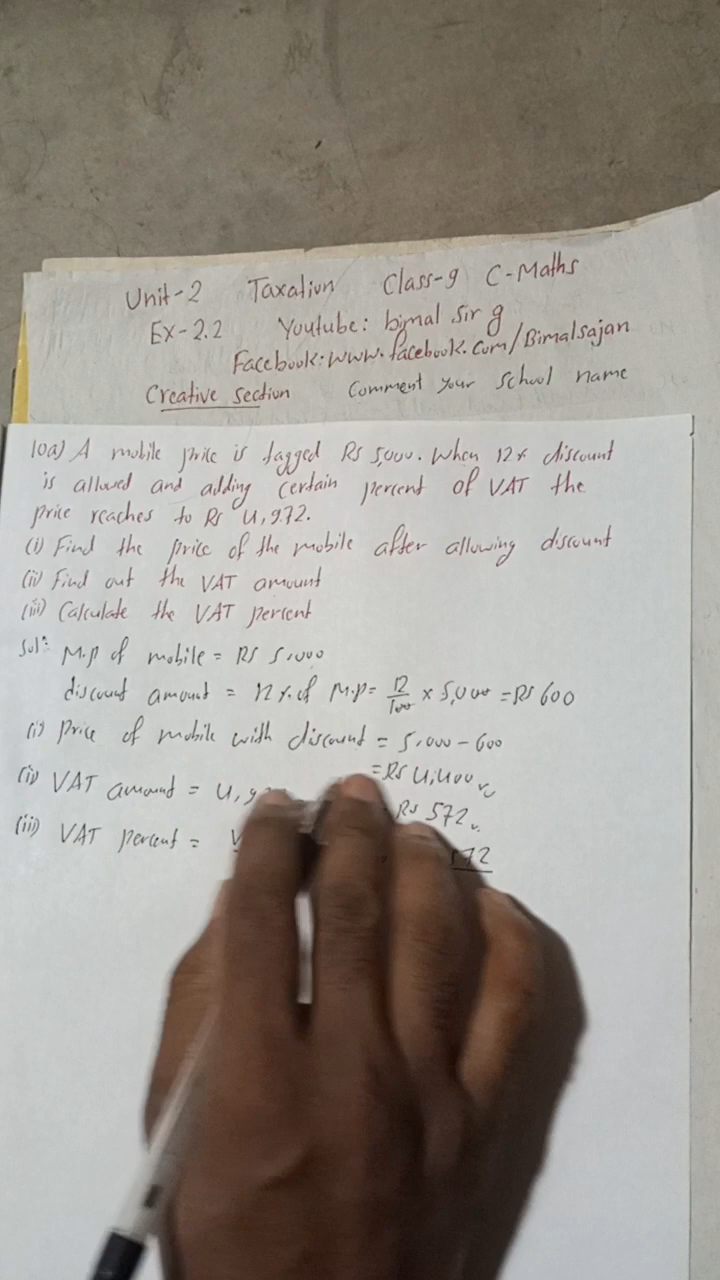 Unit-2 Taxation Class-9 C-Maths
Ex-2.2 Youtube: bimal sir g
Facebook: www.facebook.com/Bimalsajan
Creative section Comment your school name
10a) A mobile price is tagged Rs 5,000. When 12% discount
is allowed and adding certain percent of VAT the
price reaches to Rs 4,972.
(i) Find the price of the mobile after allowing discount
(ii) Find out the VAT amount
(iii) Calculate the VAT percent
Solⁿ: M.P of mobile = RS 5,000
discount amount = 12% of M.P = 12/100 × 5,000 = RS 600
(i) Price of mobile with discount = 5,000 - 600
= RS 4,400
(ii) VAT amount = 4,9 Rs 572
(iii) VAT percent = 572